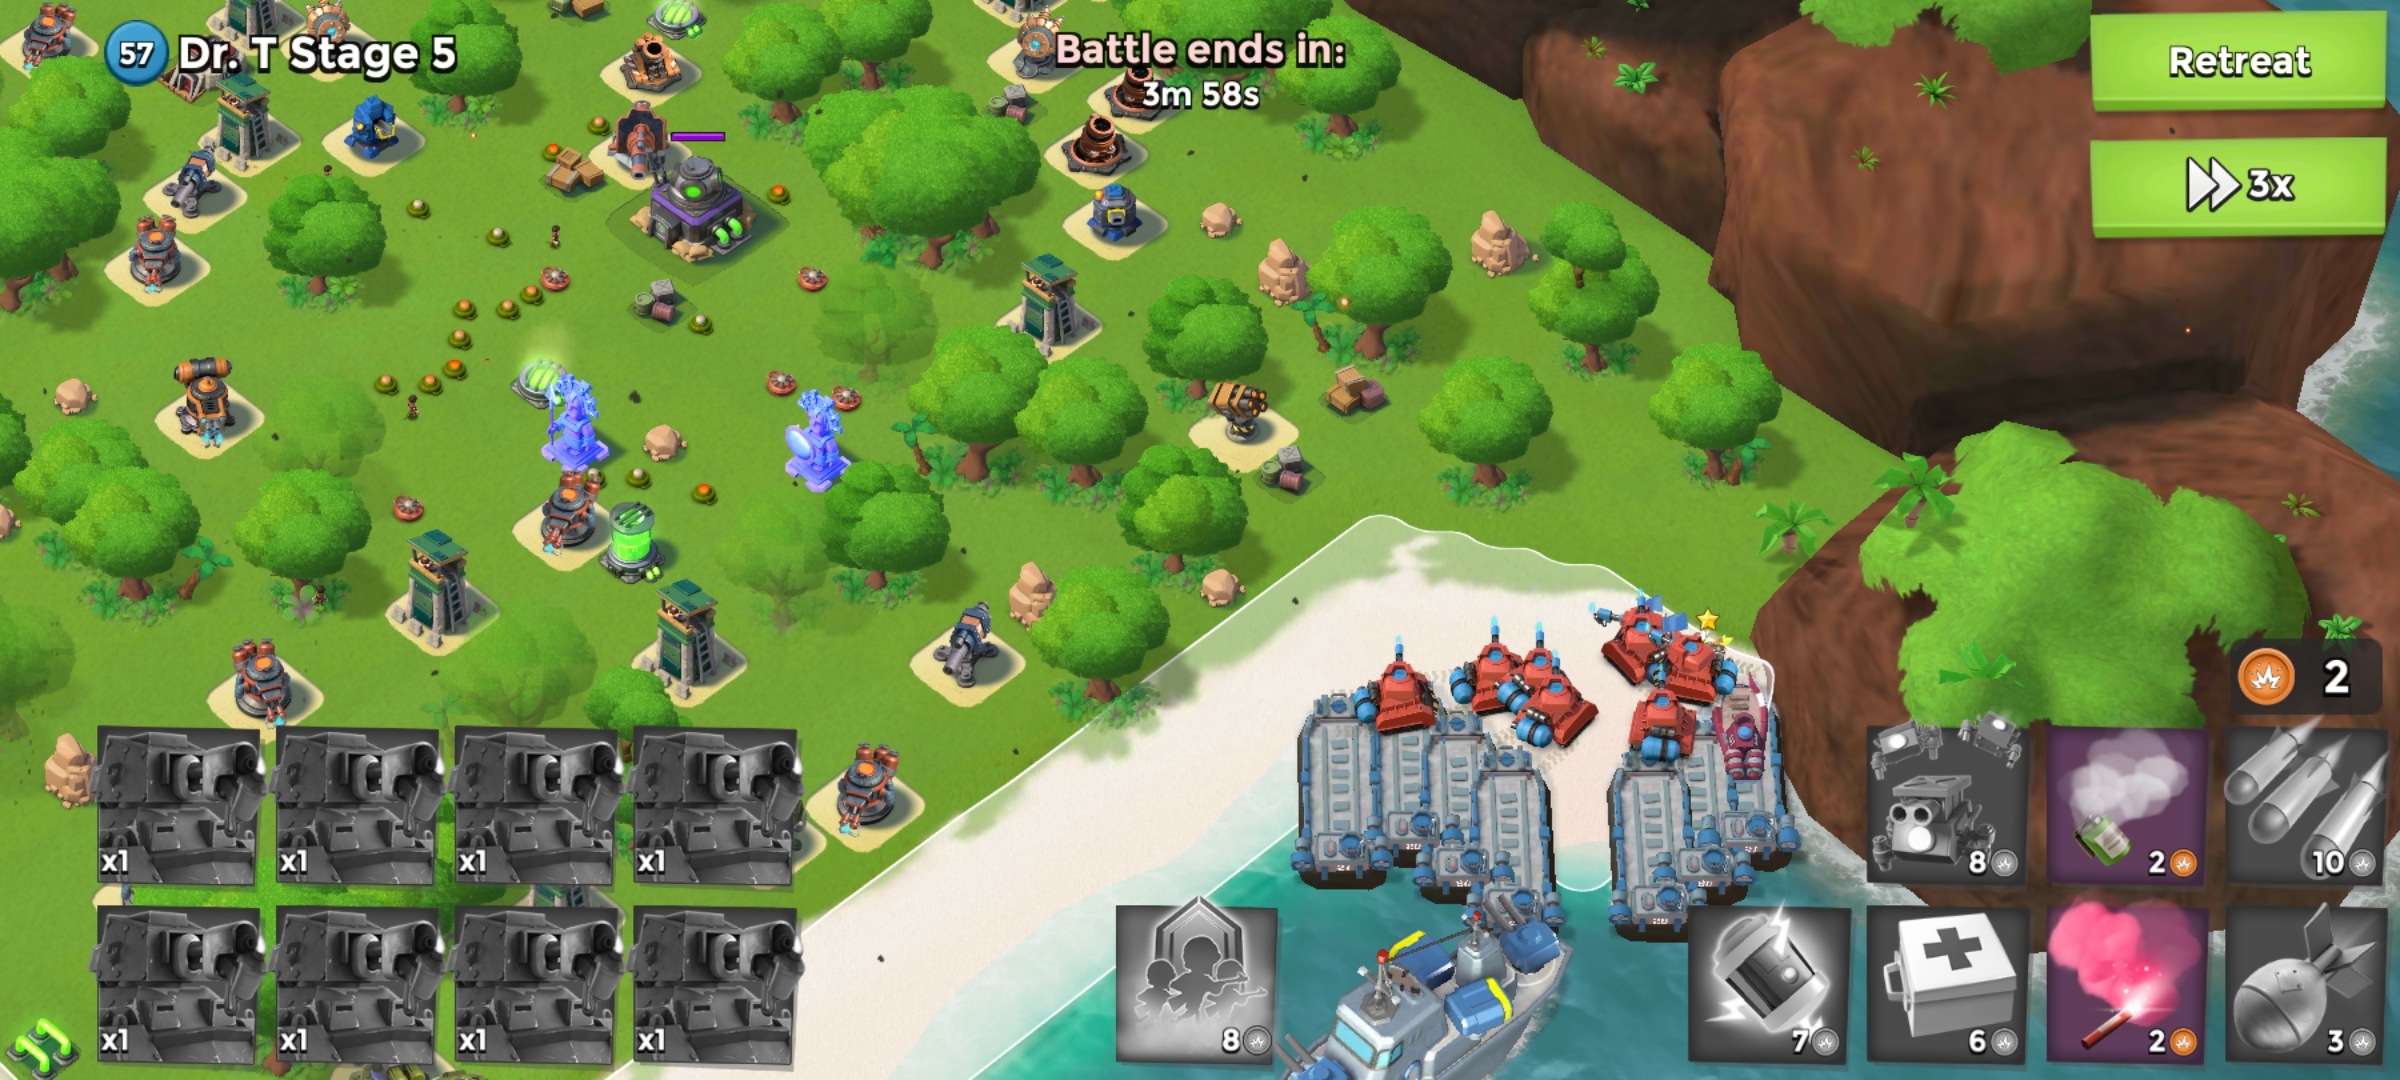 57 Dr. T Stage 5
Battle ends in:
3m 58s
Retreat
3x
2
8
2
10
x1
x1
x1
x1
x1
x1
x1
x1
8
7
6
2
3